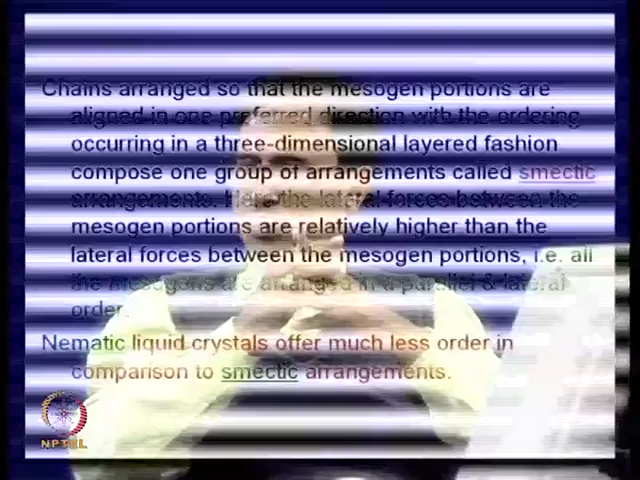 Chains arranged so that the mesogen portions are
aligned in one preferred direction with the ordering
occurring in a three-dimensional layered fashion
compose one group of arrangements called smectic
arrangements. Here the lateral forces between the
mesogen portions are relatively higher than the
lateral forces between the mesogen portions, i.e. all
the mesogens are arranged in a parallel & lateral
order.
Nematic liquid crystals offer much less order in
comparison to smectic arrangements.
NPTEL